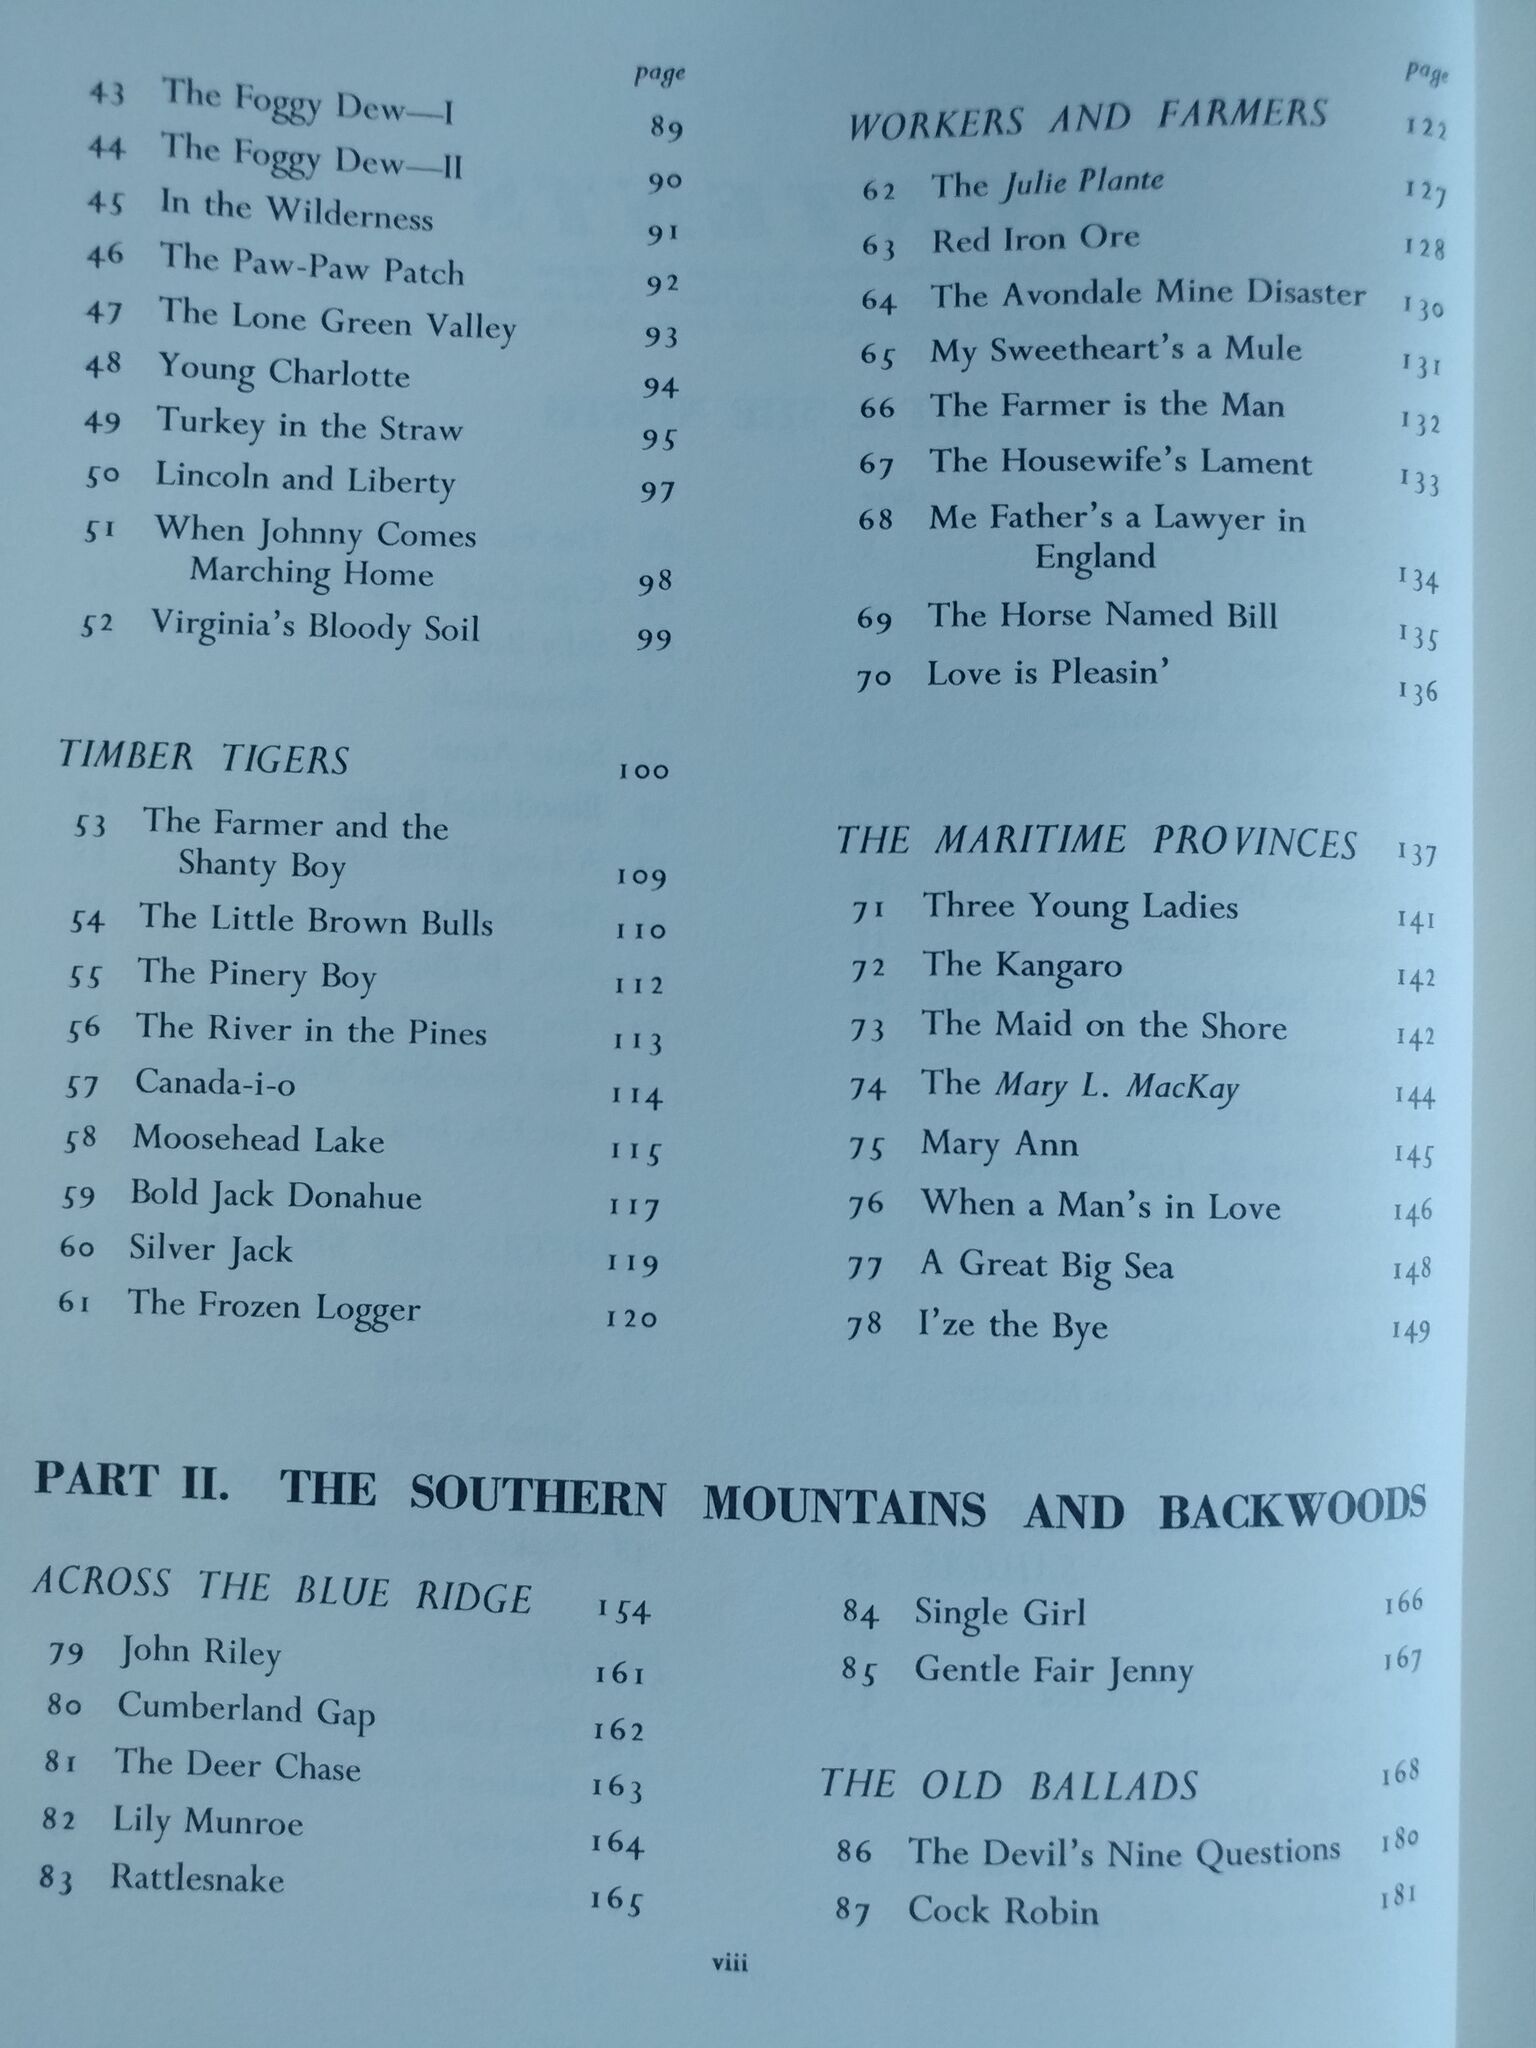 page
43 The Foggy Dew—I 89
44 The Foggy Dew—II 90
45 In the Wilderness 91
46 The Paw-Paw Patch 92
47 The Lone Green Valley 93
48 Young Charlotte 94
49 Turkey in the Straw 95
50 Lincoln and Liberty 97
51 When Johnny Comes
Marching Home 98
52 Virginia's Bloody Soil 99
TIMBER TIGERS 100
53 The Farmer and the
Shanty Boy 109
54 The Little Brown Bulls 110
55 The Pinery Boy 112
56 The River in the Pines 113
57 Canada-i-o 114
58 Moosehead Lake 115
59 Bold Jack Donahue 117
60 Silver Jack 119
61 The Frozen Logger 120
page
WORKERS AND FARMERS 122
62 The Julie Plante 127
63 Red Iron Ore 128
64 The Avondale Mine Disaster 130
65 My Sweetheart's a Mule 131
66 The Farmer is the Man 132
67 The Housewife's Lament 133
68 Me Father's a Lawyer in
England 134
69 The Horse Named Bill 135
70 Love is Pleasin' 136
THE MARITIME PROVINCES 137
71 Three Young Ladies 141
72 The Kangaro 142
73 The Maid on the Shore 142
74 The Mary L. MacKay 144
75 Mary Ann 145
76 When a Man's in Love 146
77 A Great Big Sea 148
78 I'ze the Bye 149
PART II. THE SOUTHERN MOUNTAINS AND BACKWOODS
ACROSS THE BLUE RIDGE 154
79 John Riley 161
80 Cumberland Gap 162
81 The Deer Chase 163
82 Lily Munroe 164
83 Rattlesnake 165
84 Single Girl 166
85 Gentle Fair Jenny 167
THE OLD BALLADS 168
86 The Devil's Nine Questions 180
87 Cock Robin 181
viii